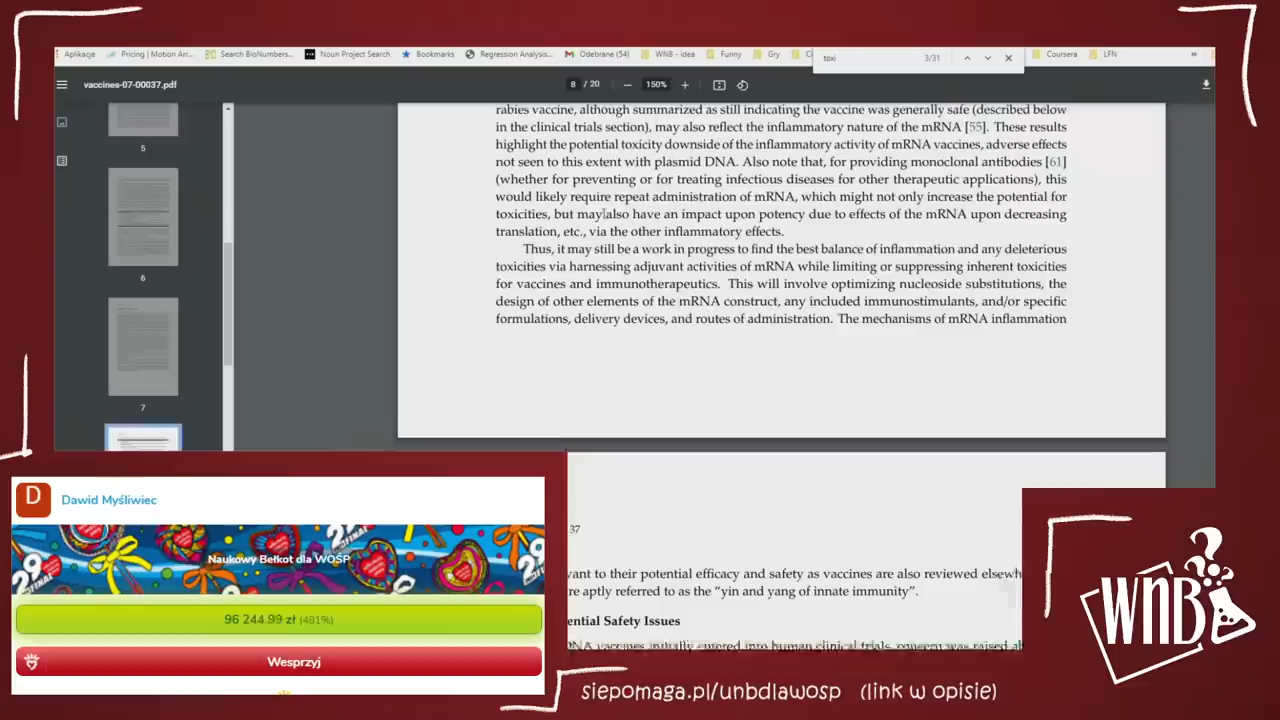 Aplikacje Pricing | Motion Arr... Search BioNumbers... Noun Project Search Bookmarks Regression Analysis... Odebrane (54) WNB - idea Funny Gry Coursera LFN »
toxi 3/31
vaccines-07-00037.pdf 8 / 20 150%
rabies vaccine, although summarized as still indicating the vaccine was generally safe (described below
in the clinical trials section), may also reflect the inflammatory nature of the mRNA [55]. These results
highlight the potential toxicity downside of the inflammatory activity of mRNA vaccines, adverse effects
not seen to this extent with plasmid DNA. Also note that, for providing monoclonal antibodies [61]
(whether for preventing or for treating infectious diseases for other therapeutic applications), this
would likely require repeat administration of mRNA, which might not only increase the potential for
toxicities, but may also have an impact upon potency due to effects of the mRNA upon decreasing
translation, etc., via the other inflammatory effects.
Thus, it may still be a work in progress to find the best balance of inflammation and any deleterious
toxicities via harnessing adjuvant activities of mRNA while limiting or suppressing inherent toxicities
for vaccines and immunotherapeutics. This will involve optimizing nucleoside substitutions, the
design of other elements of the mRNA construct, any included immunostimulants, and/or specific
formulations, delivery devices, and routes of administration. The mechanisms of mRNA inflammation
5
6
7
37
vant to their potential efficacy and safety as vaccines are also reviewed elsewh
re aptly referred to as the "yin and yang of innate immunity".
ential Safety Issues
NA vaccines initially entered into human clinical trials, concern was raised ab
D Dawid Myśliwiec
29
Naukowy Bełkot dla WOŚP
96 244.99 zł (481%)
Wesprzyj
siepomaga.pl/unbdlawosp (link w opisie)
WNB